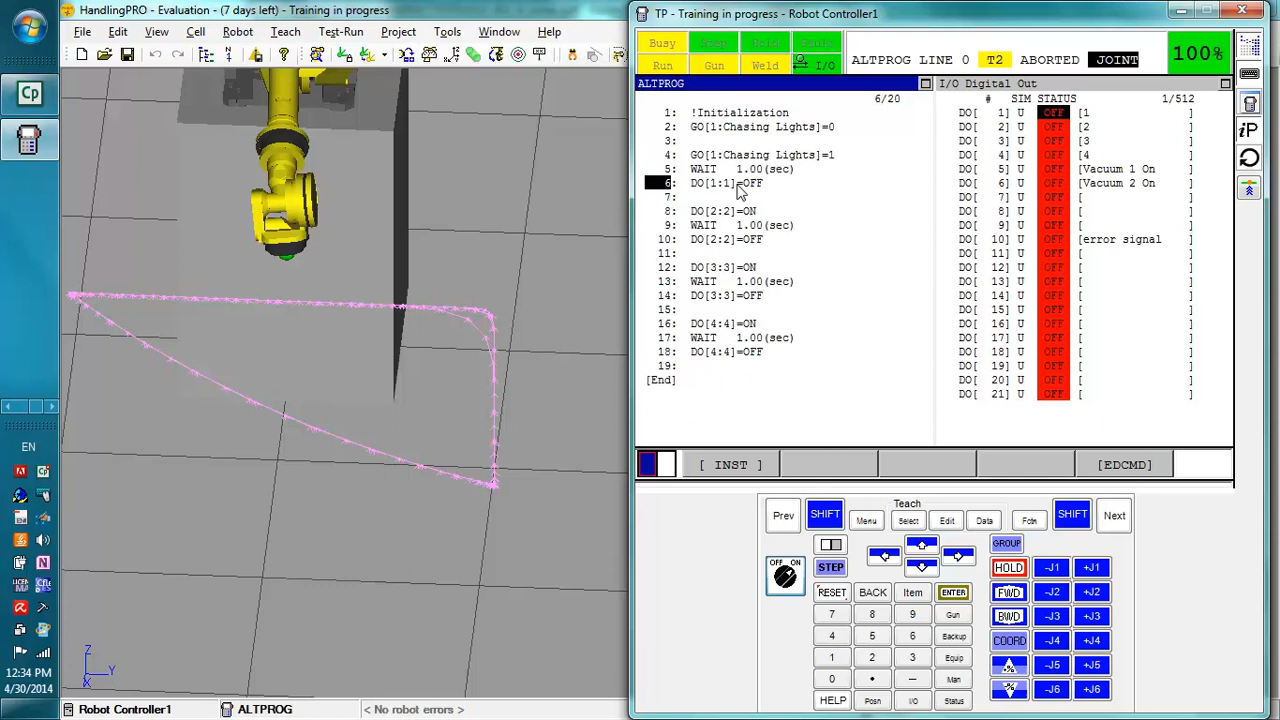 HandlingPRO - Evaluation - (7 days left) - Training in progress
File Edit View Cell Robot Teach Test-Run Project Tools Window Help
Cp
EN
12:34 PM
4/30/2014
Z
Y
X
Robot Controller1
ALTPROG
< No robot errors >
TP - Training in progress - Robot Controller1
Busy
Run Gun Weld I/O
ALTPROG LINE 0 T2 ABORTED JOINT
100%
ALTPROG
6/20
1: !Initialization
2: GO[1:Chasing Lights]=0
3:
4: GO[1:Chasing Lights]=1
5: WAIT 1.00(sec)
6: DO[1:1]=OFF
7:
8: DO[2:2]=ON
9: WAIT 1.00(sec)
10: DO[2:2]=OFF
11:
12: DO[3:3]=ON
13: WAIT 1.00(sec)
14: DO[3:3]=OFF
15:
16: DO[4:4]=ON
17: WAIT 1.00(sec)
18: DO[4:4]=OFF
19:
[End]
I/O Digital Out
# SIM STATUS 1/512
DO[ 1] U OFF [1 ]
DO[ 2] U OFF [2 ]
DO[ 3] U OFF [3 ]
DO[ 4] U OFF [4 ]
DO[ 5] U OFF [Vacuum 1 On ]
DO[ 6] U OFF [Vacuum 2 On ]
DO[ 7] U OFF [ ]
DO[ 8] U OFF [ ]
DO[ 9] U OFF [ ]
DO[ 10] U OFF [error signal ]
DO[ 11] U OFF [ ]
DO[ 12] U OFF [ ]
DO[ 13] U OFF [ ]
DO[ 14] U OFF [ ]
DO[ 15] U OFF [ ]
DO[ 16] U OFF [ ]
DO[ 17] U OFF [ ]
DO[ 18] U OFF [ ]
DO[ 19] U OFF [ ]
DO[ 20] U OFF [ ]
DO[ 21] U OFF [ ]
iP
[ INST ] [EDCMD]
Teach
Prev SHIFT Menu Select Edit Data Fctn SHIFT Next
OFF ON
GROUP
STEP HOLD -J1 +J1
RESET BACK Item ENTER FWD -J2 +J2
7 8 9 Gun BWD -J3 +J3
4 5 6 Backup COORD -J4 +J4
1 2 3 Equip +% -J5 +J5
0 • — Man -% -J6 +J6
HELP Posn I/O Status